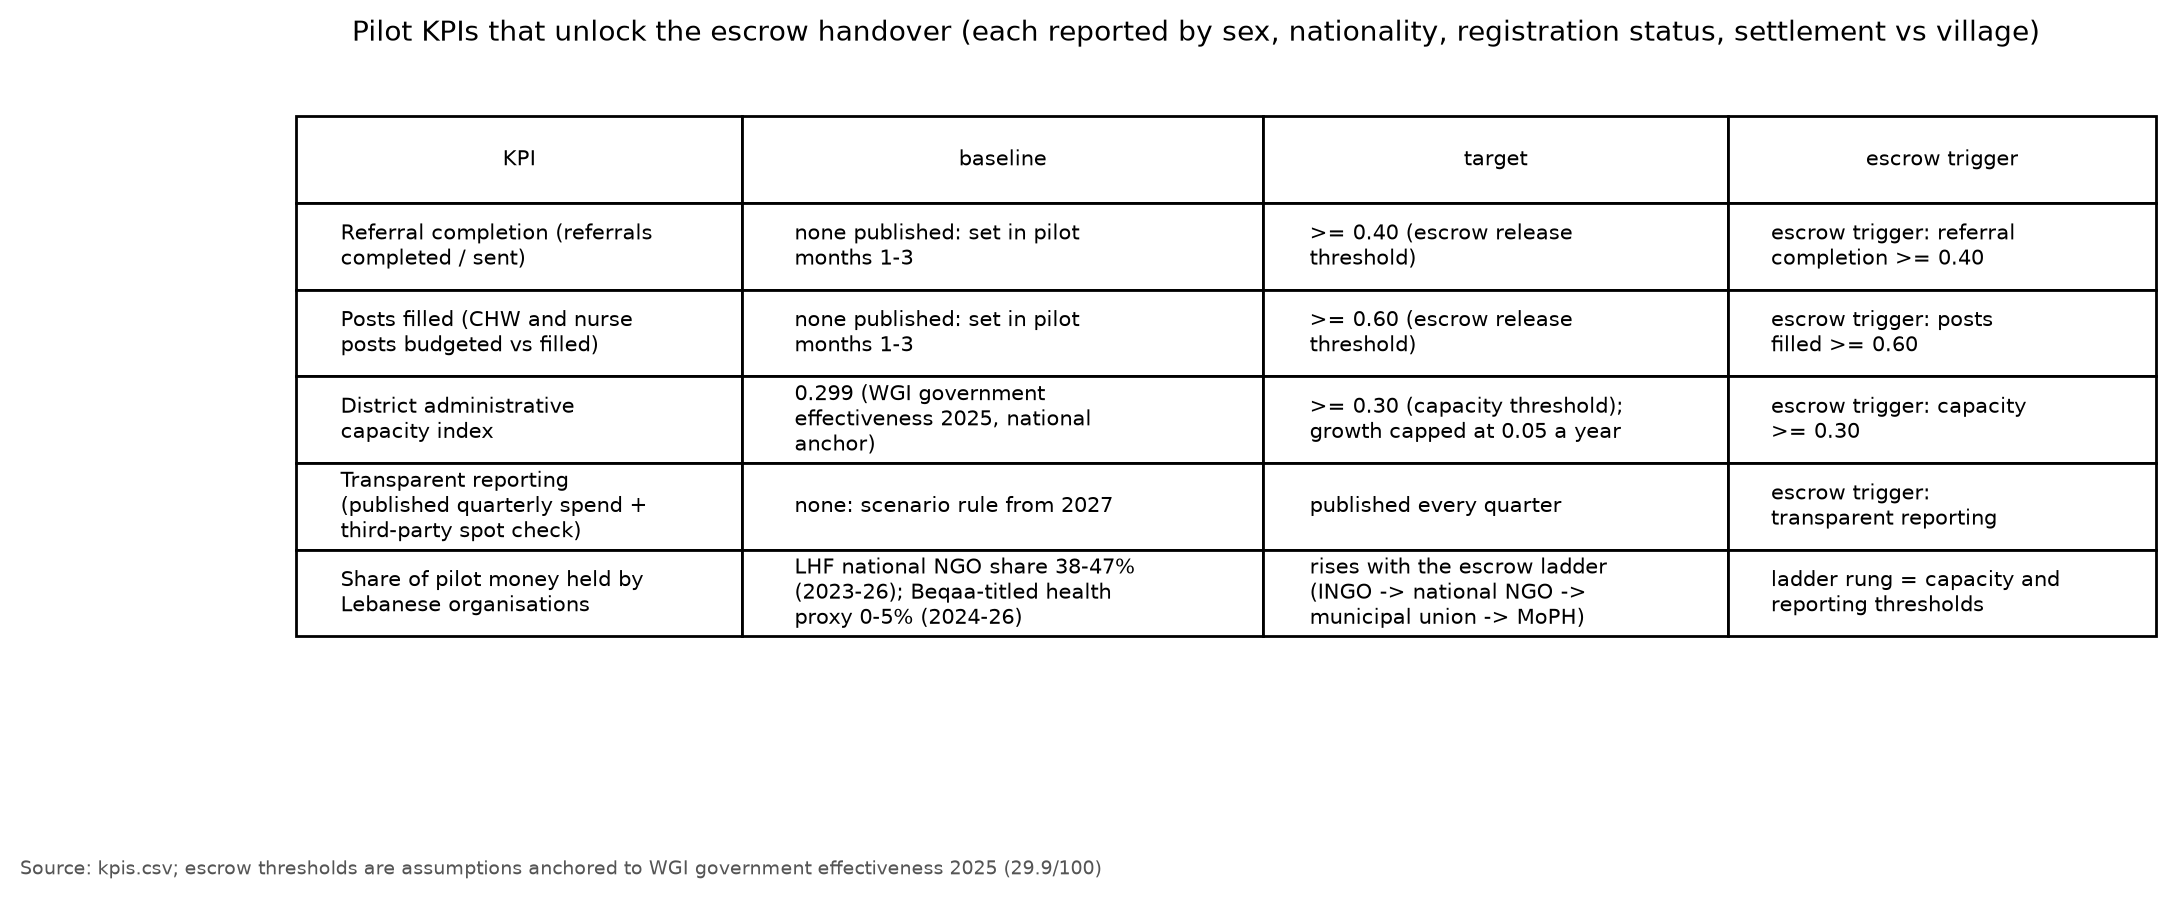 Pilot KPIs that unlock the escrow handover (each reported by sex, nationality, registration status, settlement vs village)
KPI
baseline
target
escrow trigger
Referral completion (referrals
completed / sent)
none published: set in pilot
months 1-3
>= 0.40 (escrow release
threshold)
escrow trigger: referral
completion >= 0.40
Posts filled (CHW and nurse
posts budgeted vs filled)
none published: set in pilot
months 1-3
>= 0.60 (escrow release
threshold)
escrow trigger: posts
filled >= 0.60
District administrative
capacity index
0.299 (WGI government
effectiveness 2025, national
anchor)
>= 0.30 (capacity threshold);
growth capped at 0.05 a year
escrow trigger: capacity
>= 0.30
Transparent reporting
(published quarterly spend +
third-party spot check)
none: scenario rule from 2027
published every quarter
escrow trigger:
transparent reporting
Share of pilot money held by
Lebanese organisations
LHF national NGO share 38-47%
(2023-26); Beqaa-titled health
proxy 0-5% (2024-26)
rises with the escrow ladder
(INGO -> national NGO ->
municipal union -> MoPH)
ladder rung = capacity and
reporting thresholds
Source: kpis.csv; escrow thresholds are assumptions anchored to WGI government effectiveness 2025 (29.9/100)